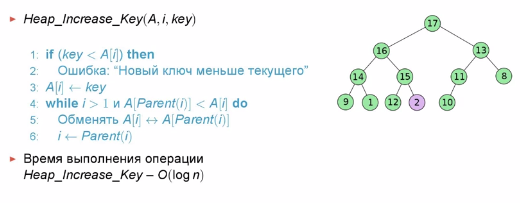 Heap_Increase_Key(A, i, key)
1: if (key < A[i]) then
2: Ошибка: “Новый ключ меньше текущего”
3: A[i] ← key
4: while i > 1 и A[Parent(i)] < A[i] do
5: Обменять A[i] ↔ A[Parent(i)]
6: i ← Parent(i)
Время выполнения операции
Heap_Increase_Key – O(log n)
17
16 13
14 15 11 8
9 1 12 2 10